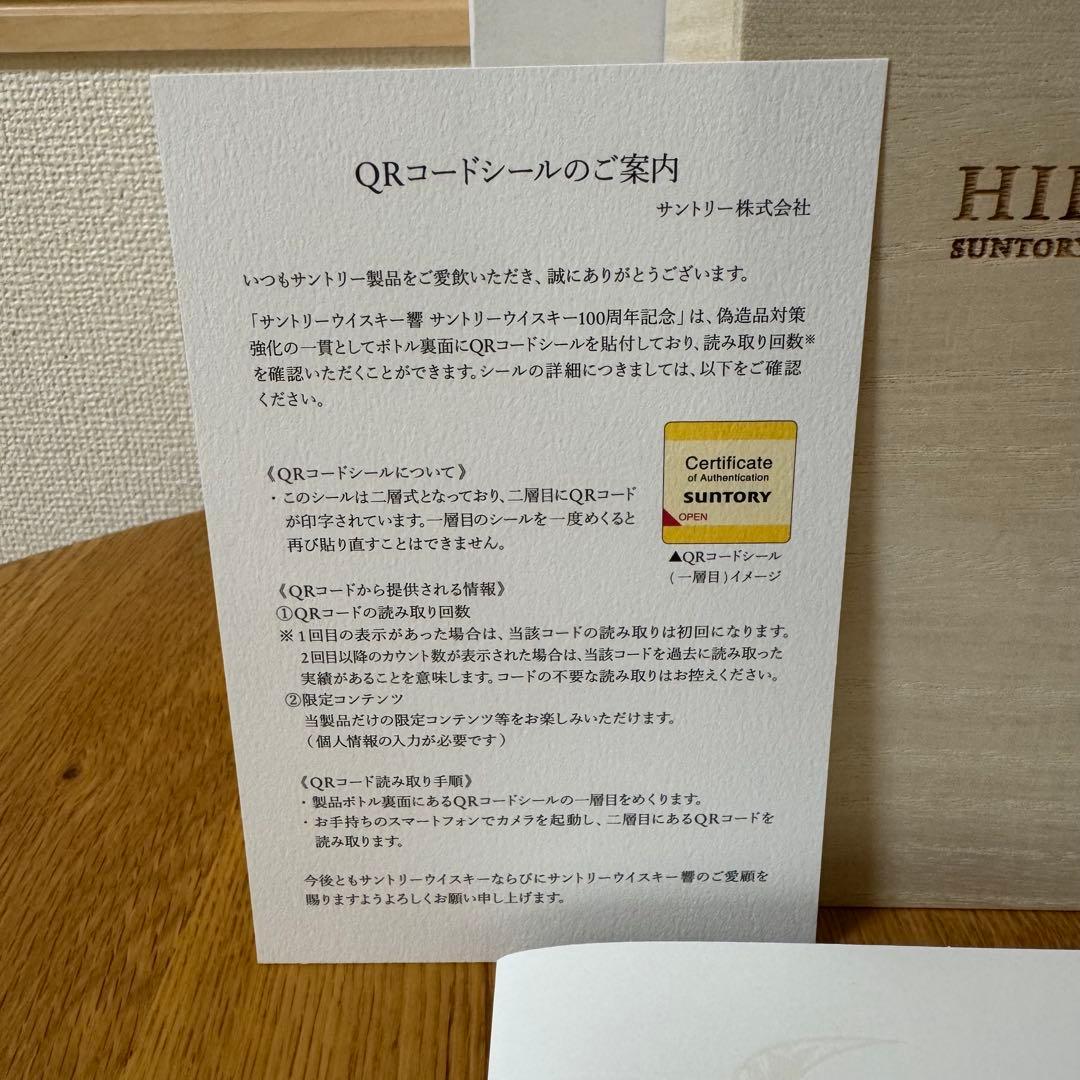 QRコードシールのご案内
サントリー株式会社
いつもサントリー製品をご愛飲いただき、誠にありがとうございます。
「サントリーウイスキー響 サントリーウイスキー100周年記念」は、偽造品対策
強化の一貫としてボトル裏面にQRコードシールを貼付しており、読み取り回数※
を確認いただくことができます。シールの詳細につきましては、以下をご確認
ください。
《QRコードシールについて》
・このシールは二層式となっており、二層目にQRコード
が印字されています。一層目のシールを一度めくると
再び貼り直すことはできません。
Certificate
of Authentication
SUNTORY
OPEN
▲QRコードシール
(一層目)イメージ
《QRコードから提供される情報》
①QRコードの読み取り回数
※1回目の表示があった場合は、当該コードの読み取りは初回になります。
2回目以降のカウント数が表示された場合は、当該コードを過去に読み取った
実績があることを意味します。コードの不要な読み取りはお控えください。
②限定コンテンツ
当製品だけの限定コンテンツ等をお楽しみいただけます。
(個人情報の入力が必要です)
《QRコード読み取り手順》
・製品ボトル裏面にあるQRコードシールの一層目をめくります。
・お手持ちのスマートフォンでカメラを起動し、二層目にあるQRコードを
読み取ります。
今後ともサントリーウイスキーならびにサントリーウイスキー響のご愛顧を
賜りますようよろしくお願い申し上げます。
HI
SUNTORY